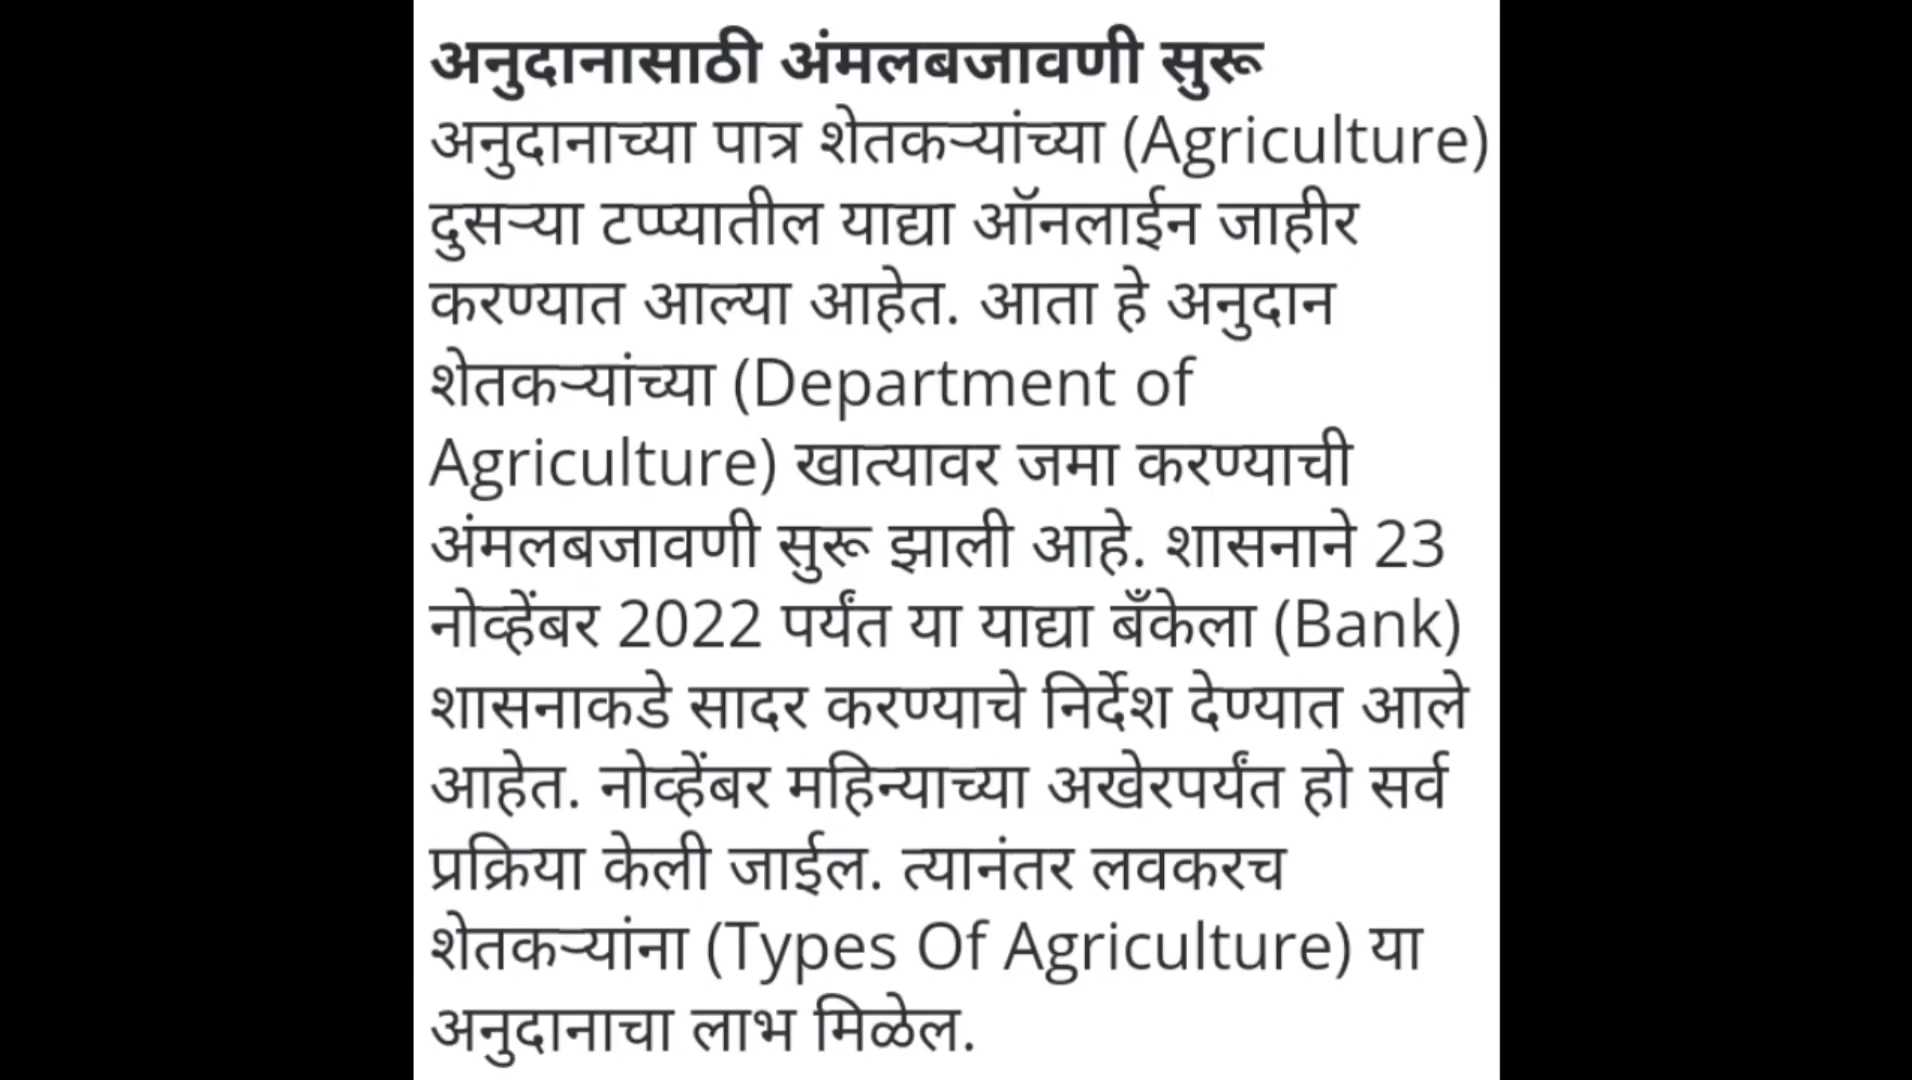 अनुदानासाठी अंमलबजावणी सुरू
अनुदानाच्या पात्र शेतकऱ्यांच्या (Agriculture)
दुसऱ्या टप्प्यातील याद्या ऑनलाईन जाहीर
करण्यात आल्या आहेत. आता हे अनुदान
शेतकऱ्यांच्या (Department of
Agriculture) खात्यावर जमा करण्याची
अंमलबजावणी सुरू झाली आहे. शासनाने 23
नोव्हेंबर 2022 पर्यंत या याद्या बँकेला (Bank)
शासनाकडे सादर करण्याचे निर्देश देण्यात आले
आहेत. नोव्हेंबर महिन्याच्या अखेरपर्यंत हो सर्व
प्रक्रिया केली जाईल. त्यानंतर लवकरच
शेतकऱ्यांना (Types Of Agriculture) या
अनुदानाचा लाभ मिळेल.